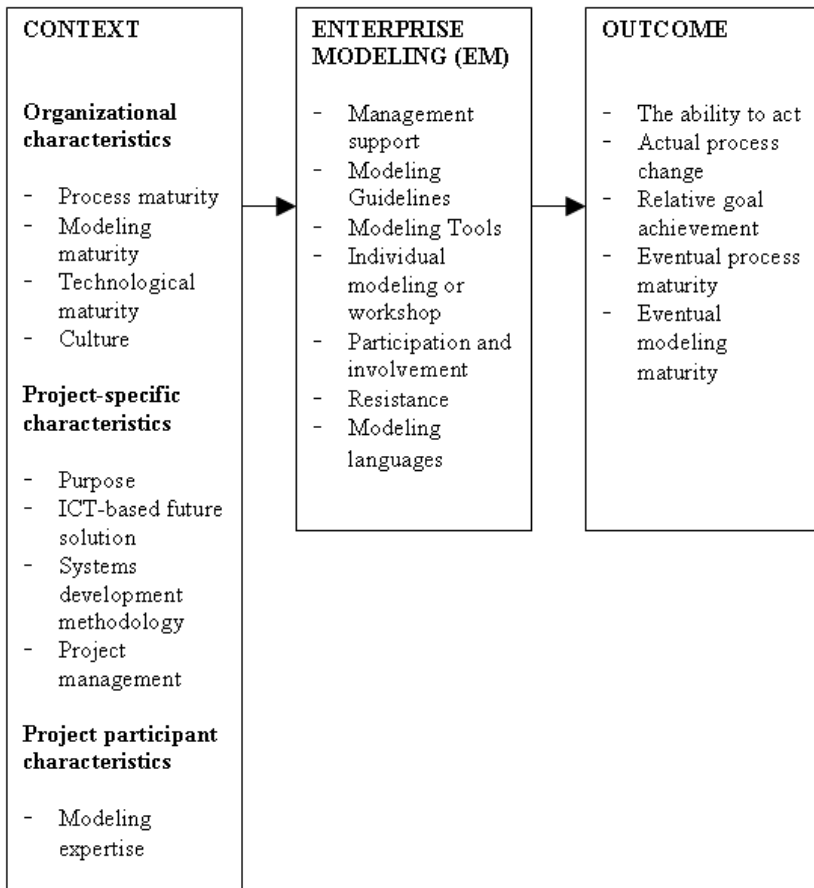 CONTEXT
Organizational
characteristics
- Process maturity
- Modeling
maturity
- Technological
maturity
- Culture
Project-specific
characteristics
- Purpose
- ICT-based future
solution
- Systems
development
methodology
- Project
management
Project participant
characteristics
- Modeling
expertise
ENTERPRISE
MODELING (EM)
- Management
support
- Modeling
Guidelines
- Modeling Tools
- Individual
modeling or
workshop
- Participation and
involvement
- Resistance
- Modeling
languages
OUTCOME
- The ability to act
- Actual process
change
- Relative goal
achievement
- Eventual process
maturity
- Eventual
modeling
maturity